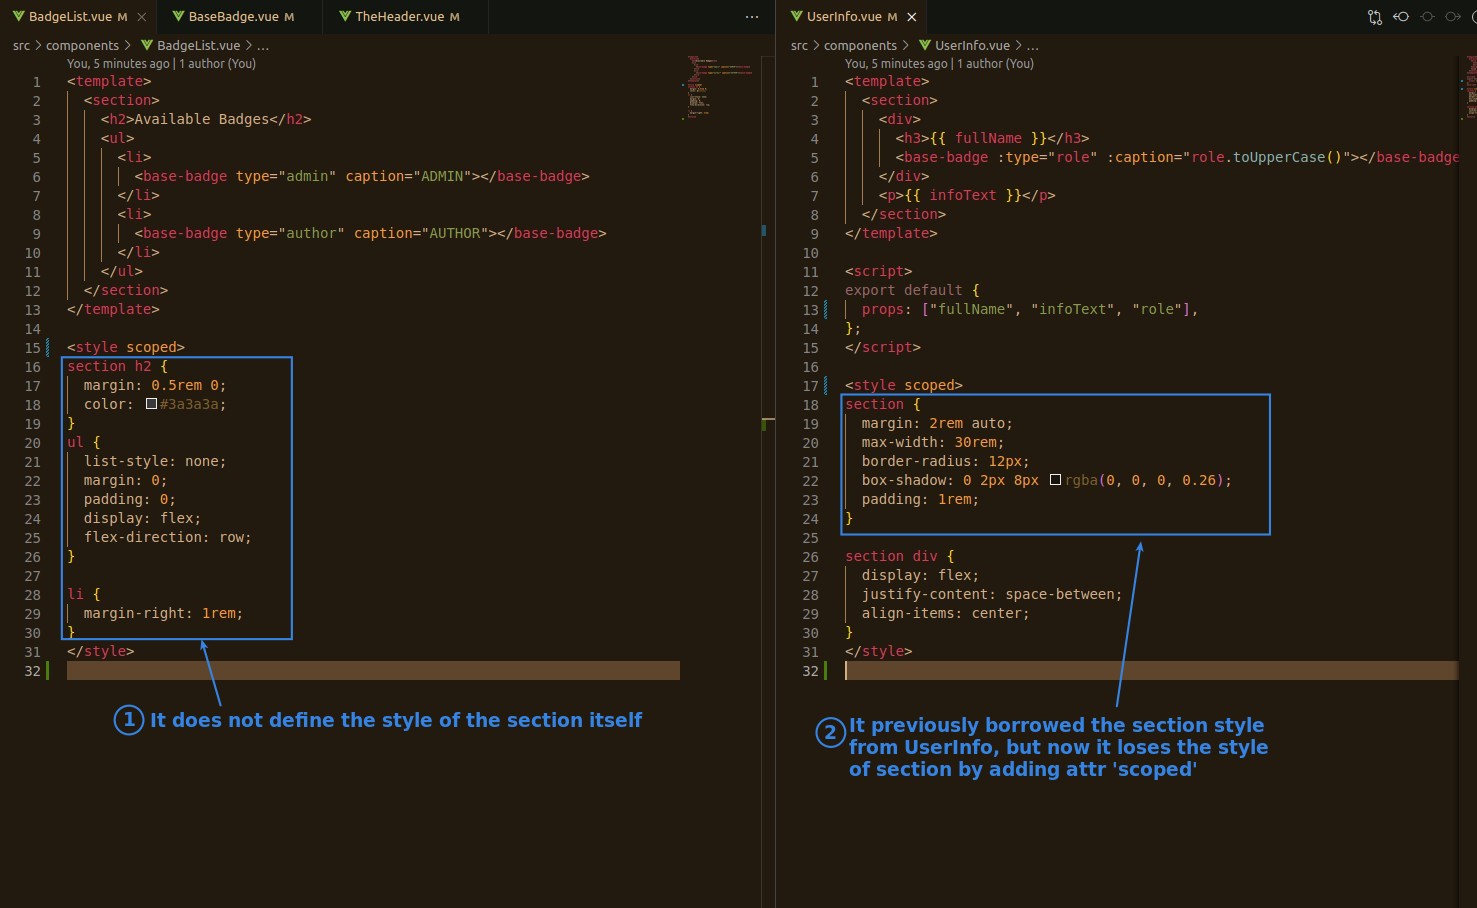 BadgeList.vue M
BaseBadge.vue M
TheHeader.vue M
...
src > components > BadgeList.vue > ...
You, 5 minutes ago | 1 author (You)
1 <template>
2 <section>
3 <h2>Available Badges</h2>
4 <ul>
5 <li>
6 <base-badge type="admin" caption="ADMIN"></base-badge>
7 </li>
8 <li>
9 <base-badge type="author" caption="AUTHOR"></base-badge>
10 </li>
11 </ul>
12 </section>
13 </template>
14
15 <style scoped>
16 section h2 {
17 margin: 0.5rem 0;
18 color: #3a3a3a;
19 }
20 ul {
21 list-style: none;
22 margin: 0;
23 padding: 0;
24 display: flex;
25 flex-direction: row;
26 }
27
28 li {
29 margin-right: 1rem;
30 }
31 </style>
32
1 It does not define the style of the section itself
UserInfo.vue M
src > components > UserInfo.vue > ...
You, 5 minutes ago | 1 author (You)
1 <template>
2 <section>
3 <div>
4 <h3>{{ fullName }}</h3>
5 <base-badge :type="role" :caption="role.toUpperCase()"></base-badge
6 </div>
7 <p>{{ infoText }}</p>
8 </section>
9 </template>
10
11 <script>
12 export default {
13 props: ["fullName", "infoText", "role"],
14 };
15 </script>
16
17 <style scoped>
18 section {
19 margin: 2rem auto;
20 max-width: 30rem;
21 border-radius: 12px;
22 box-shadow: 0 2px 8px rgba(0, 0, 0, 0.26);
23 padding: 1rem;
24 }
25
26 section div {
27 display: flex;
28 justify-content: space-between;
29 align-items: center;
30 }
31 </style>
32
2 It previously borrowed the section style
from UserInfo, but now it loses the style
of section by adding attr 'scoped'